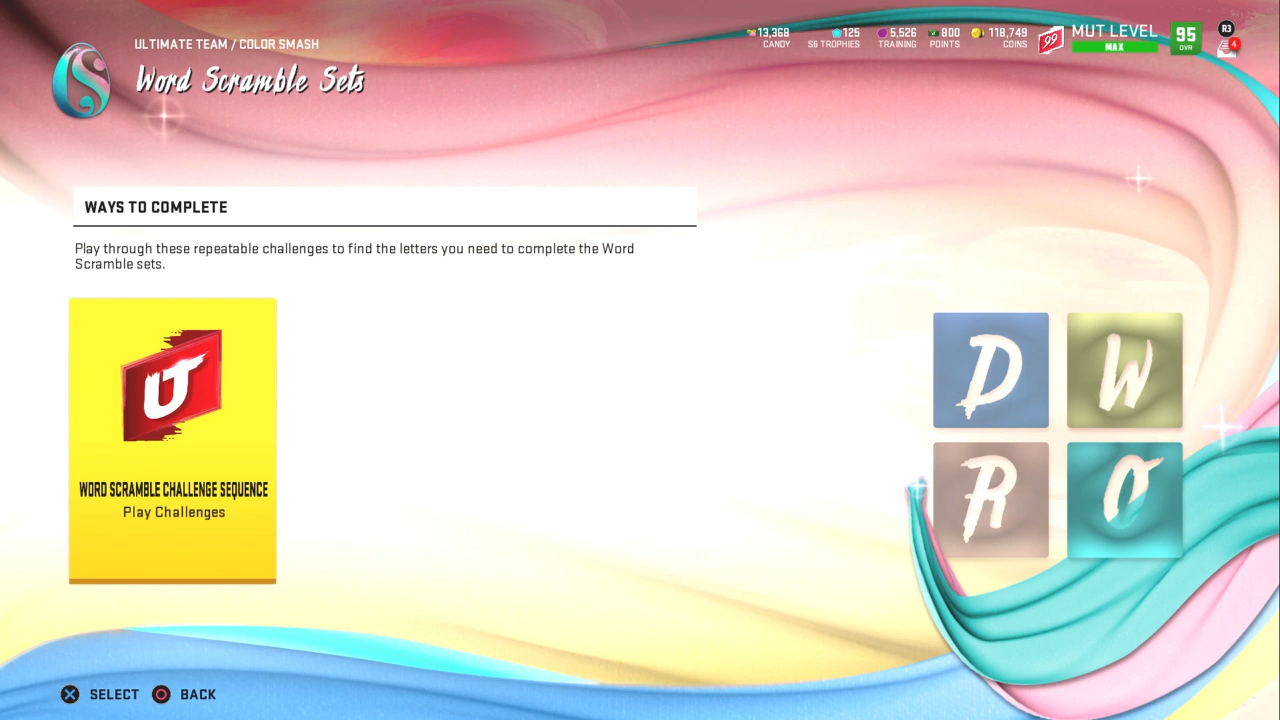 ULTIMATE TEAM / COLOR SMASH
Word Scramble Sets
13,368 CANDY
125 S6 TROPHIES
5,526 TRAINING
800 POINTS
118,749 COINS
99
MUT LEVEL
MAX
95 OVR
R3
4
WAYS TO COMPLETE
Play through these repeatable challenges to find the letters you need to complete the Word
Scramble sets.
UT
WORD SCRAMBLE CHALLENGE SEQUENCE
Play Challenges
D W
R O
SELECT BACK